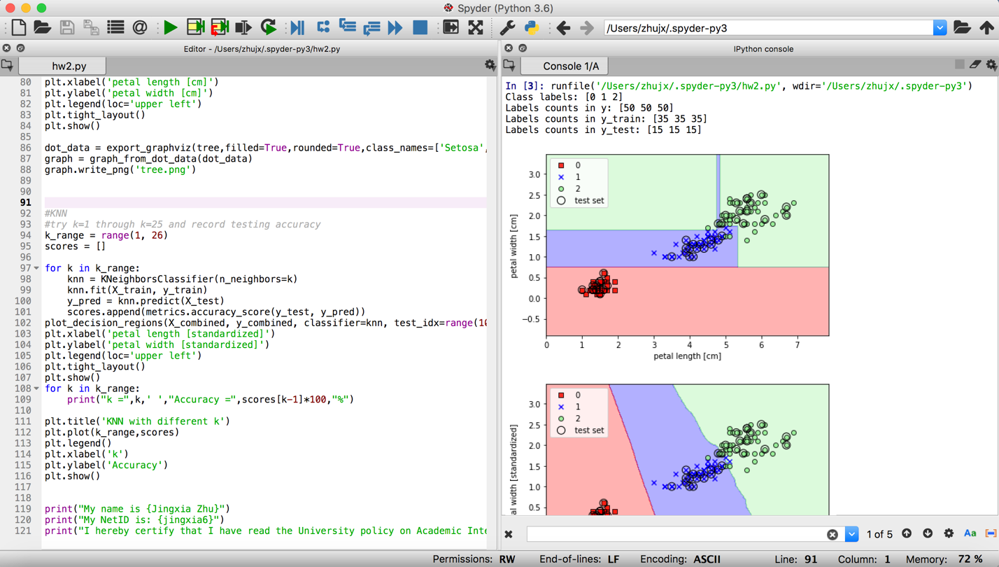 Spyder (Python 3.6)
/Users/zhujx/.spyder-py3
Editor - /Users/zhujx/.spyder-py3/hw2.py
hw2.py
80 plt.xlabel('petal length [cm]')
81 plt.ylabel('petal width [cm]')
82 plt.legend(loc='upper left')
83 plt.tight_layout()
84 plt.show()
85
86 dot_data = export_graphviz(tree,filled=True,rounded=True,class_names=['Setosa',
87 graph = graph_from_dot_data(dot_data)
88 graph.write_png('tree.png')
89
90
91
92 #KNN
93 #try k=1 through k=25 and record testing accuracy
94 k_range = range(1, 26)
95 scores = []
96
97 for k in k_range:
98     knn = KNeighborsClassifier(n_neighbors=k)
99     knn.fit(X_train, y_train)
100     y_pred = knn.predict(X_test)
101     scores.append(metrics.accuracy_score(y_test, y_pred))
102 plot_decision_regions(X_combined, y_combined, classifier=knn, test_idx=range(10
103 plt.xlabel('petal length [standardized]')
104 plt.ylabel('petal width [standardized]')
105 plt.legend(loc='upper left')
106 plt.tight_layout()
107 plt.show()
108 for k in k_range:
109     print("k =",k,' ',"Accuracy =",scores[k-1]*100,"%")
110
111 plt.title('KNN with different k')
112 plt.plot(k_range,scores)
113 plt.legend()
114 plt.xlabel('k')
115 plt.ylabel('Accuracy')
116 plt.show()
117
118
119 print("My name is {Jingxia Zhu}")
120 print("My NetID is: {jingxia6}")
121 print("I hereby certify that I have read the University policy on Academic Inte
IPython console
Console 1/A
In [3]: runfile('/Users/zhujx/.spyder-py3/hw2.py', wdir='/Users/zhujx/.spyder-py3')
Class labels: [0 1 2]
Labels counts in y: [50 50 50]
Labels counts in y_train: [35 35 35]
Labels counts in y_test: [15 15 15]
0
1
2
test set
3.0
2.5
2.0
1.5
1.0
0.5
0.0
−0.5
petal width [cm]
0 1 2 3 4 5 6 7
petal length [cm]
0
1
2
test set
3.0
2.5
2.0
1.5
1.0
0.5
al width [standardized]
1 of 5
Aa
Permissions: RW End-of-lines: LF Encoding: ASCII Line: 91 Column: 1 Memory: 72 %